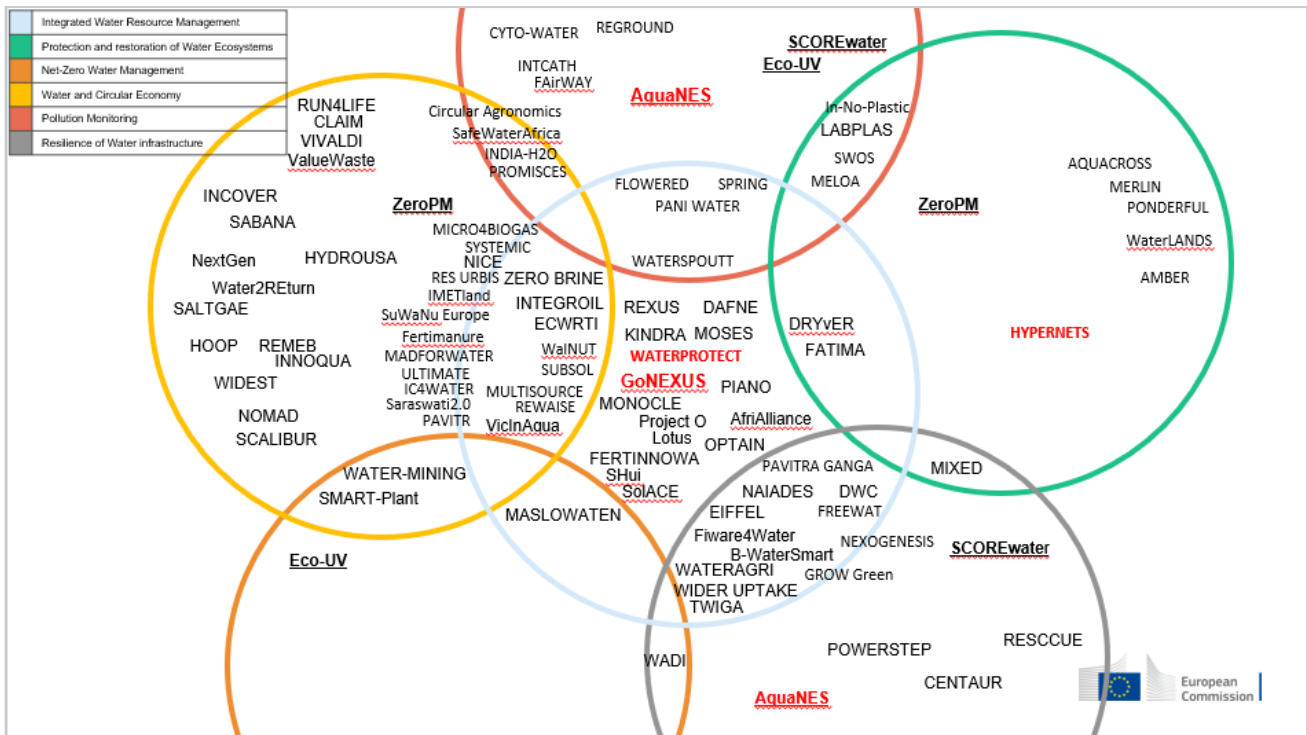 Integrated Water Resource Management
Protection and restoration of Water Ecosystems
Net-Zero Water Management
Water and Circular Economy
Pollution Monitoring
Resilience of Water infrastructure
CYTO-WATER
REGROUND
SCOREwater
Eco-UV
INTCATH
FAirWAY
AquaNES
Circular Agronomics
SafeWaterAfrica
INDIA-H2O
PROMISCES
In-No-Plastic
LABPLAS
SWOS
MELOA
RUN4LIFE
CLAIM
VIVALDI
ValueWaste
INCOVER
SABANA
ZeroPM
NextGen
HYDROUSA
Water2REturn
SALTGAE
HOOP
REMEB
INNOQUA
WIDEST
NOMAD
SCALIBUR
MICRO4BIOGAS
SYSTEMIC
NICE
RES URBIS
ZERO BRINE
IMETland
INTEGROIL
SuWaNu Europe
ECWRTI
Fertimanure
WalNUT
MADFORWATER
SUBSOL
ULTIMATE
IC4WATER
MULTISOURCE
Saraswati2.0
REWAISE
PAVITR
VicInAqua
FLOWERED
SPRING
PANI WATER
WATERSPOUTT
REXUS
DAFNE
KINDRA
MOSES
WATERPROTECT
GoNEXUS
PIANO
MONOCLE
Project O
AfriAlliance
Lotus
OPTAIN
FERTINNOWA
SHui
SolACE
MASLOWATEN
DRYvER
FATIMA
AQUACROSS
MERLIN
ZeroPM
PONDERFUL
WaterLANDS
AMBER
HYPERNETS
WATER-MINING
SMART-Plant
Eco-UV
PAVITRA GANGA
MIXED
NAIADES
DWC
EIFFEL
FREEWAT
Fiware4Water
NEXOGENESIS
SCOREwater
B-WaterSmart
WATERAGRI
GROW Green
WIDER UPTAKE
TWIGA
WADI
POWERSTEP
RESCCUE
CENTAUR
AquaNES
European
Commission